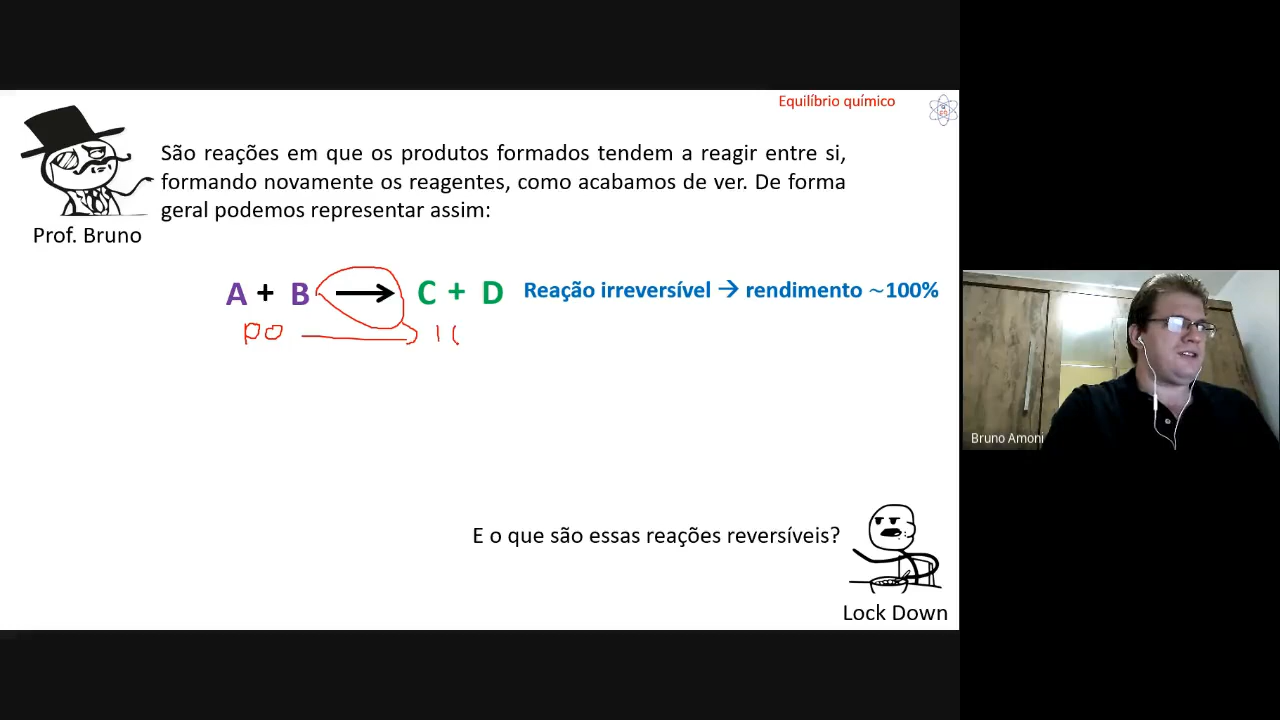 Equilíbrio químico
São reações em que os produtos formados tendem a reagir entre si,
formando novamente os reagentes, como acabamos de ver. De forma
geral podemos representar assim:
Prof. Bruno
A + B → C + D Reação irreversível → rendimento ~100%
Bruno Amoni
E o que são essas reações reversíveis?
Lock Down